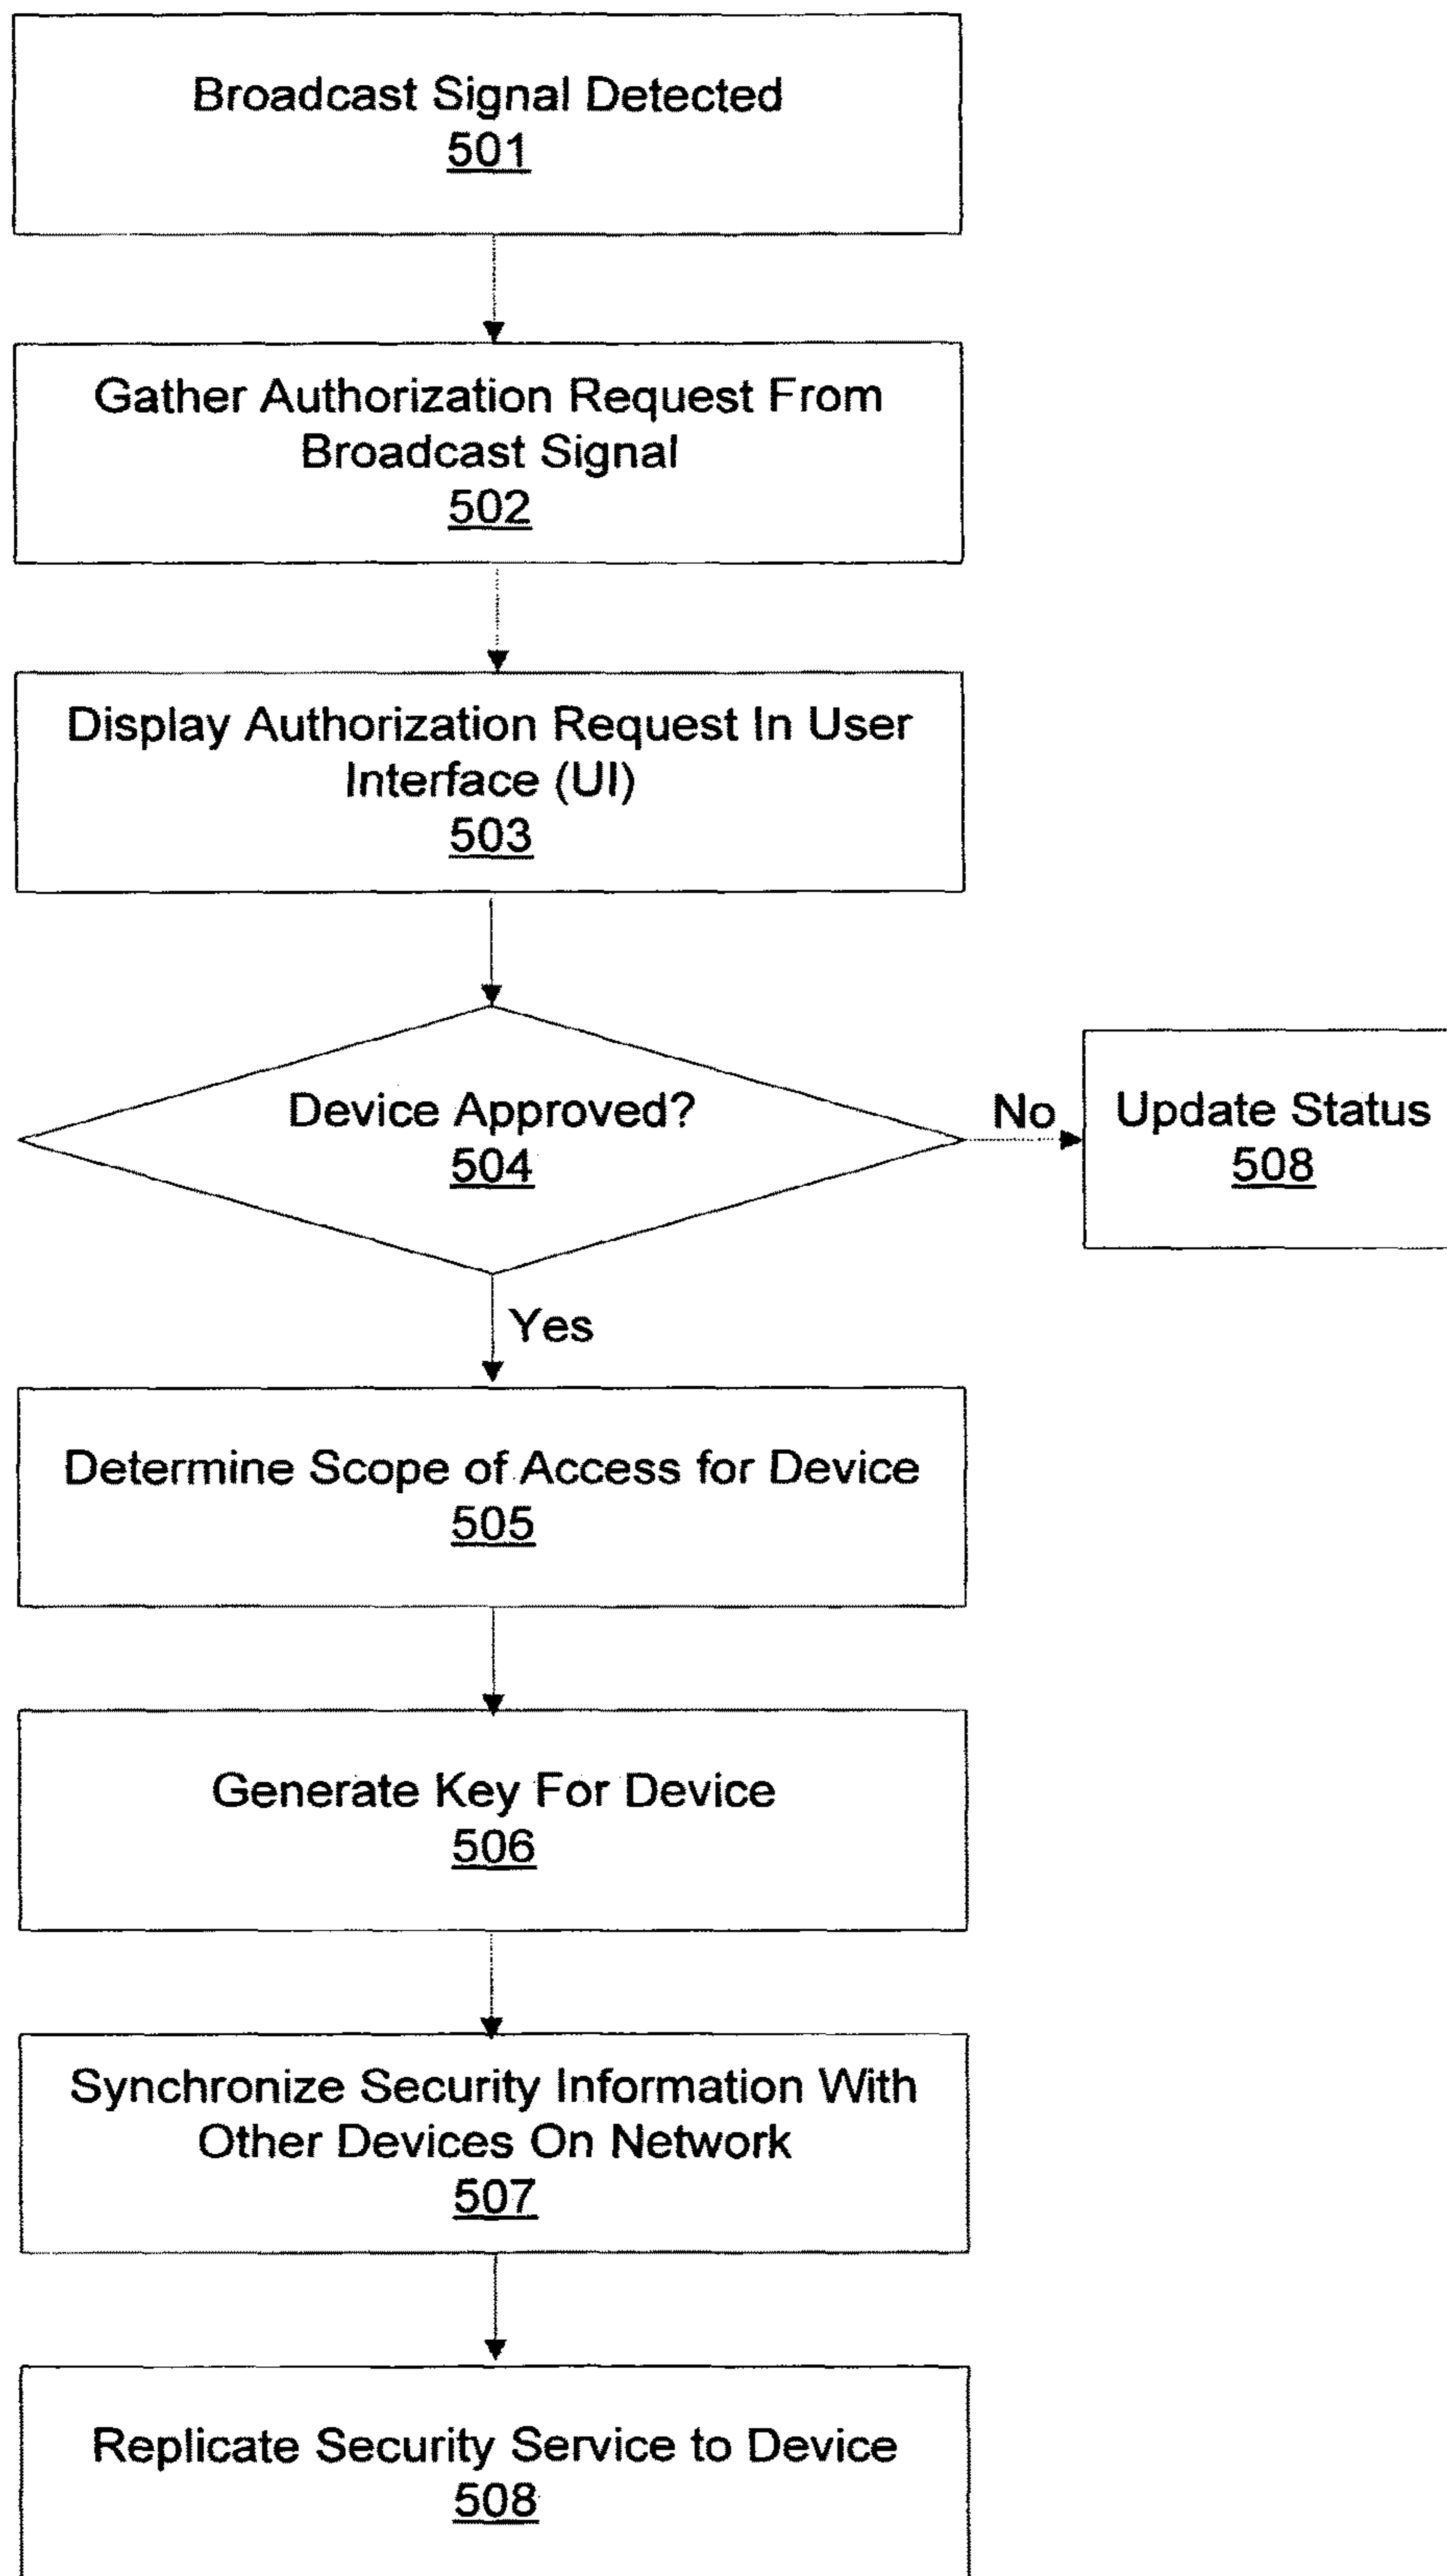 Broadcast Signal Detected
501
Gather Authorization Request From
Broadcast Signal
502
Display Authorization Request In User
Interface (UI)
503
Device Approved?
504
No
Update Status
508
Yes
Determine Scope of Access for Device
505
Generate Key For Device
506
Synchronize Security Information With
Other Devices On Network
507
Replicate Security Service to Device
508